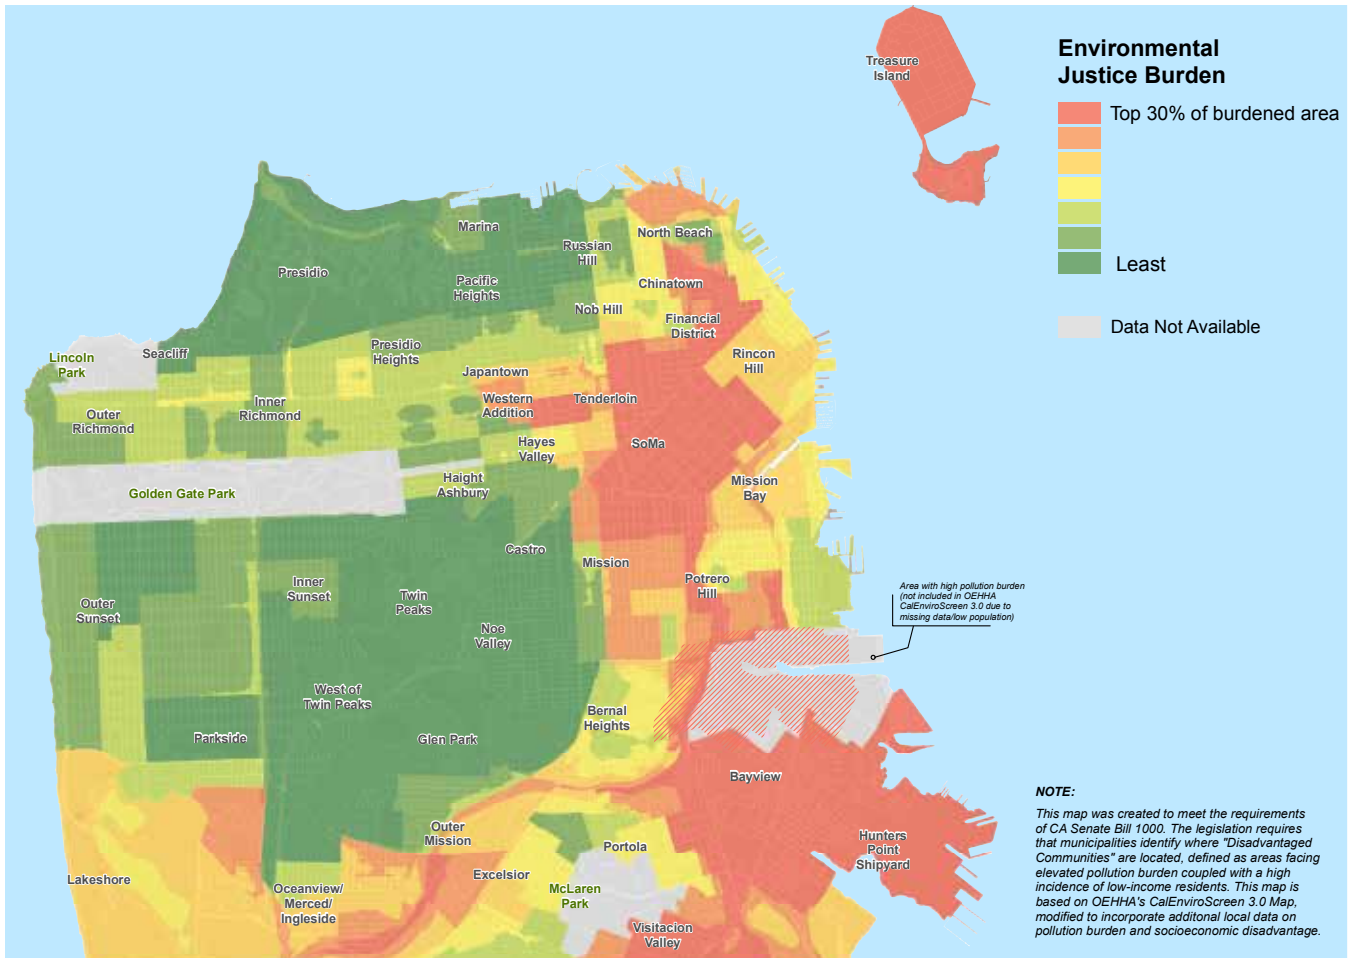 Environmental
Justice Burden
Top 30% of burdened area
Least
Data Not Available
Treasure
Island
Marina
Russian
Hill
North Beach
Presidio
Pacific
Heights
Chinatown
Nob Hill
Financial
District
Lincoln
Park
Seacliff
Presidio
Heights
Rincon
Hill
Japantown
Outer
Richmond
Inner
Richmond
Western
Addition
Tenderloin
Hayes
Valley
SoMa
Golden Gate Park
Haight
Ashbury
Mission
Bay
Castro
Mission
Outer
Sunset
Inner
Sunset
Twin
Peaks
Potrero
Hill
Area with high pollution burden
(not included in OEHHA
CalEnviroScreen 3.0 due to
missing data/low population)
Noe
Valley
West of
Twin Peaks
Bernal
Heights
Parkside
Glen Park
Bayview
Outer
Mission
Portola
Hunters
Point
Shipyard
Lakeshore
Oceanview/
Merced/
Ingleside
Excelsior
McLaren
Park
Visitacion
Valley
NOTE:
This map was created to meet the requirements
of CA Senate Bill 1000. The legislation requires
that municipalities identify where "Disadvantaged
Communities" are located, defined as areas facing
elevated pollution burden coupled with a high
incidence of low-income residents. This map is
based on OEHHA's CalEnviroScreen 3.0 Map,
modified to incorporate additonal local data on
pollution burden and socioeconomic disadvantage.